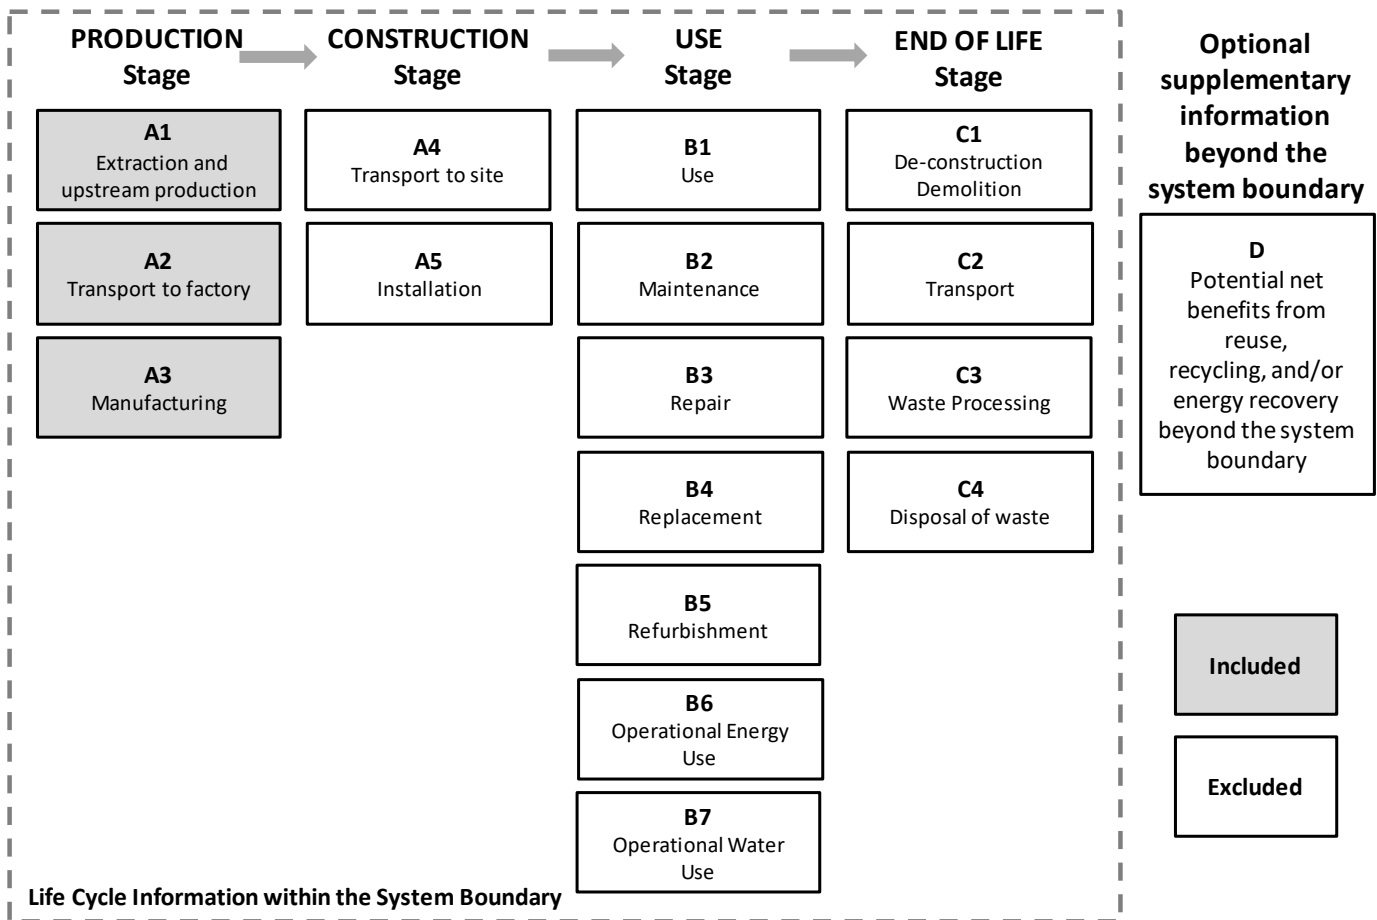 PRODUCTION
Stage
CONSTRUCTION
Stage
USE
Stage
END OF LIFE
Stage
Optional
supplementary
information
beyond the
system boundary
A1
Extraction and
upstream production
A2
Transport to factory
A3
Manufacturing
A4
Transport to site
A5
Installation
B1
Use
B2
Maintenance
B3
Repair
B4
Replacement
B5
Refurbishment
B6
Operational Energy
Use
B7
Operational Water
Use
C1
De-construction
Demolition
C2
Transport
C3
Waste Processing
C4
Disposal of waste
D
Potential net
benefits from
reuse,
recycling, and/or
energy recovery
beyond the system
boundary
Included
Excluded
Life Cycle Information within the System Boundary